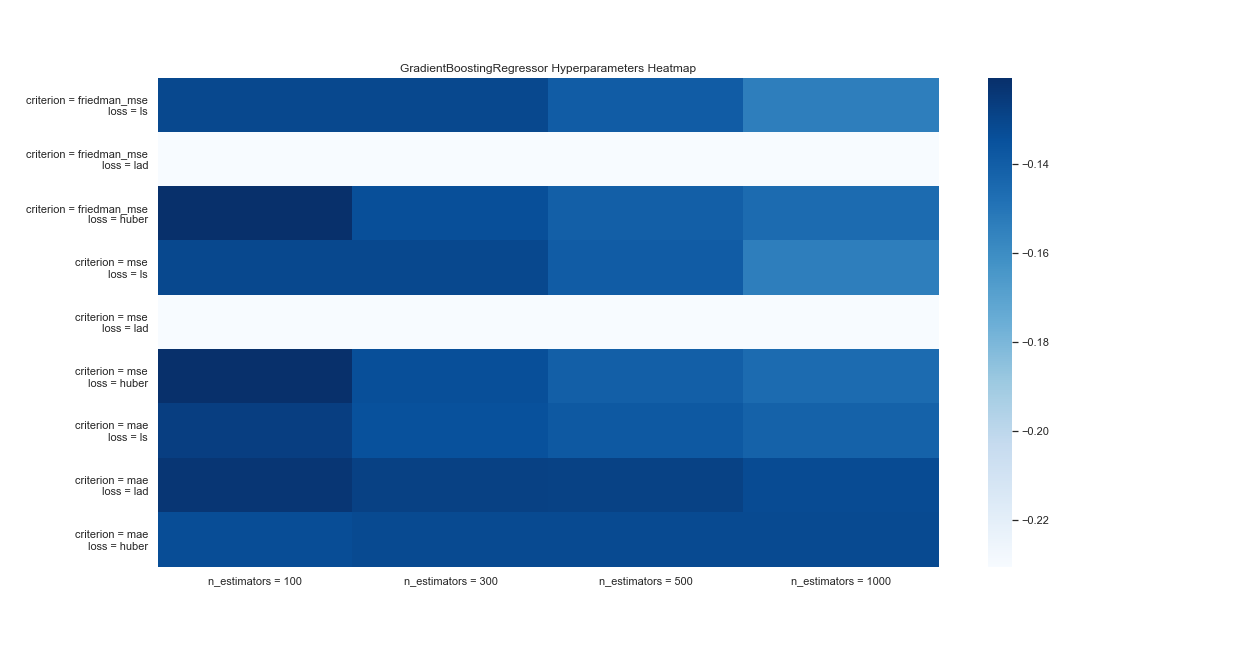 GradientBoostingRegressor Hyperparameters Heatmap
criterion = friedman_mse
loss = ls
criterion = friedman_mse
loss = lad
criterion = friedman_mse
loss = huber
criterion = mse
loss = ls
criterion = mse
loss = lad
criterion = mse
loss = huber
criterion = mae
loss = ls
criterion = mae
loss = lad
criterion = mae
loss = huber
n_estimators = 100
n_estimators = 300
n_estimators = 500
n_estimators = 1000
−0.14
−0.16
−0.18
−0.20
−0.22